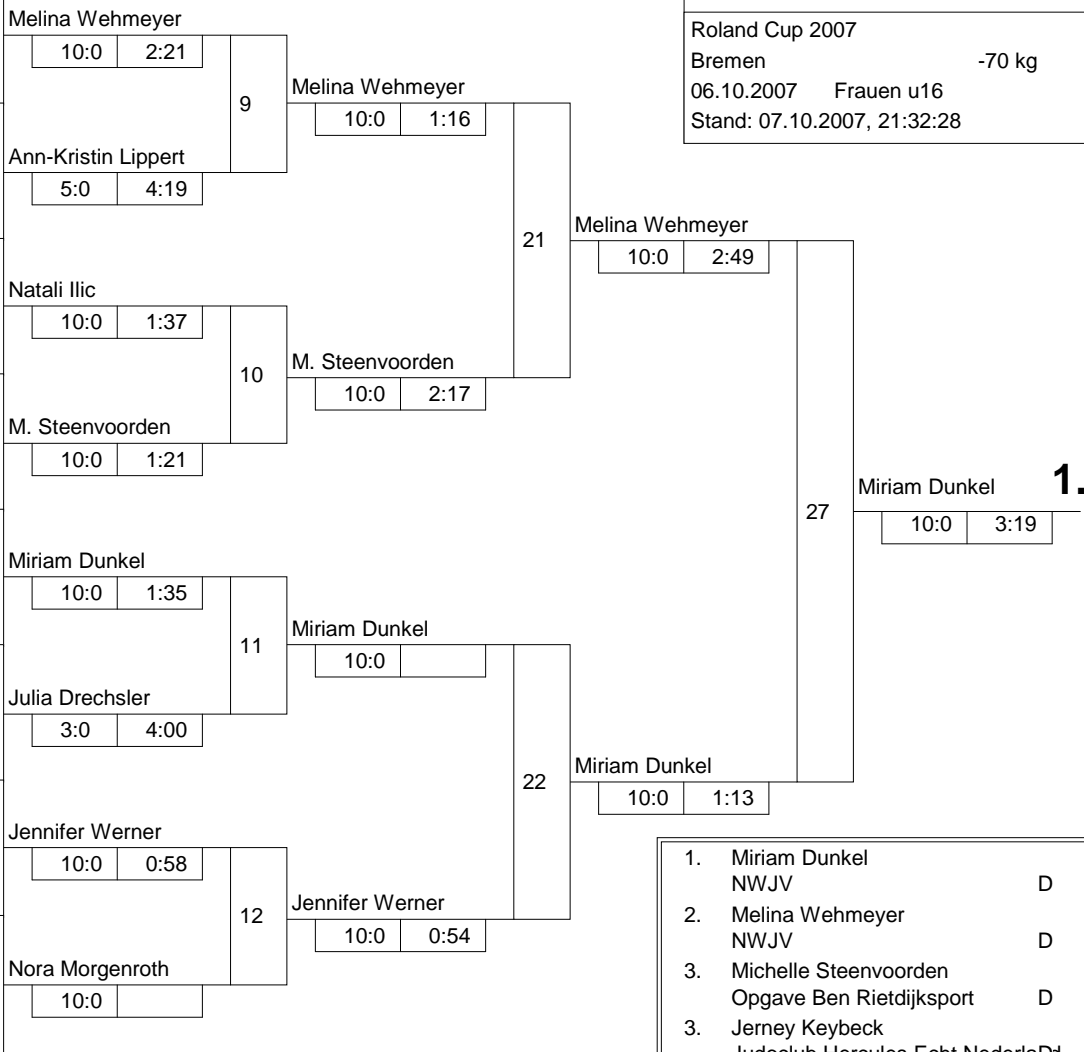 Melina Wehmeyer
10:0 2:21
9
Ann-Kristin Lippert
5:0 4:19
Natali Ilic
10:0 1:37
10
M. Steenvoorden
10:0 1:21
Miriam Dunkel
10:0 1:35
11
Julia Drechsler
3:0 4:00
Jennifer Werner
10:0 0:58
12
Nora Morgenroth
10:0
Melina Wehmeyer
10:0 1:16
21
M. Steenvoorden
10:0 2:17
Miriam Dunkel
10:0
22
Jennifer Werner
10:0 0:54
Melina Wehmeyer
10:0 2:49
27
Miriam Dunkel
10:0 1:13
Miriam Dunkel 1.
10:0 3:19
Roland Cup 2007
Bremen -70 kg
06.10.2007 Frauen u16
Stand: 07.10.2007, 21:32:28
1. Miriam Dunkel
NWJV D
2. Melina Wehmeyer
NWJV D
3. Michelle Steenvoorden
Opgave Ben Rietdijksport D
3. Jerney Keybeck
Judoclub Hercules Echt